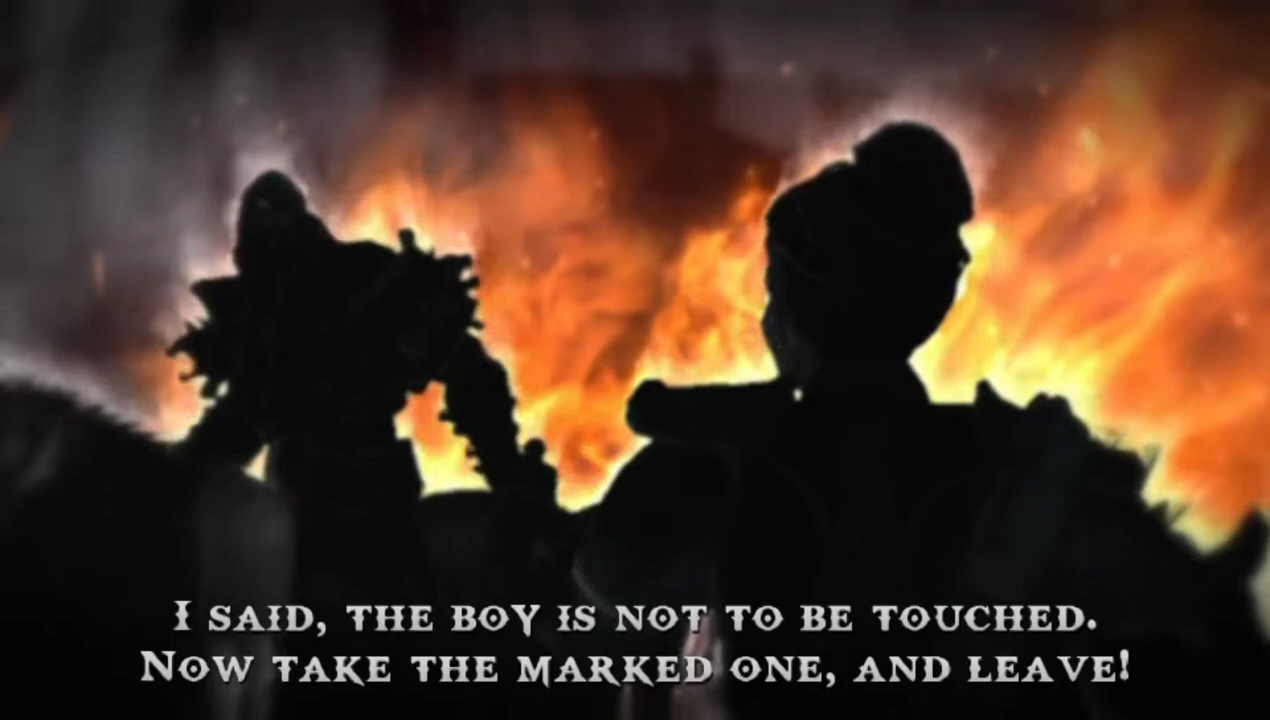 I said, the boy is not to be touched.
Now take the marked one, and leave!